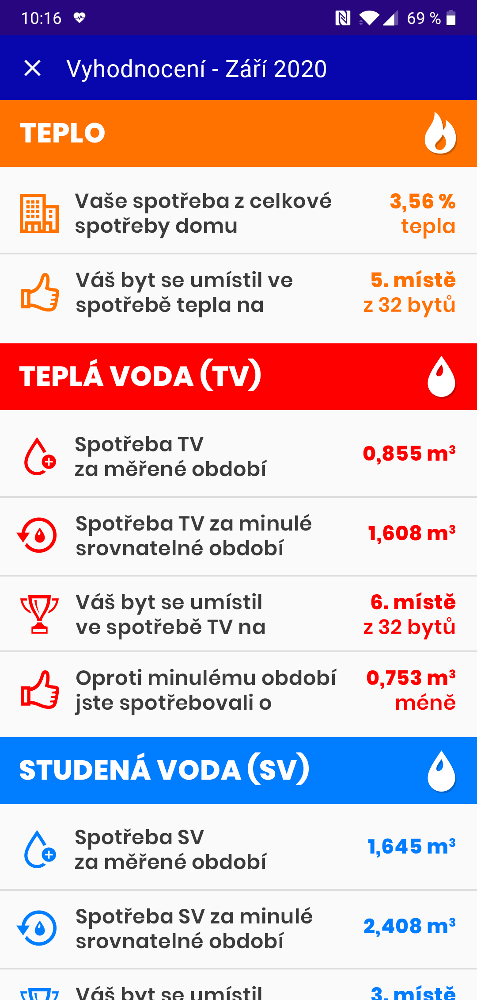 10:16
69 %
Vyhodnocení - Září 2020
TEPLO
Vaše spotřeba z celkové
spotřeby domu
3,56 %
tepla
Váš byt se umístil ve
spotřebě tepla na
5. místě
z 32 bytů
TEPLÁ VODA (TV)
Spotřeba TV
za měřené období
0,855 m³
Spotřeba TV za minulé
srovnatelné období
1,608 m³
Váš byt se umístil
ve spotřebě TV na
6. místě
z 32 bytů
Oproti minulému období
jste spotřebovali o
0,753 m³
méně
STUDENÁ VODA (SV)
Spotřeba SV
za měřené období
1,645 m³
Spotřeba SV za minulé
srovnatelné období
2,408 m³
Váš byt se umístil
3. místě